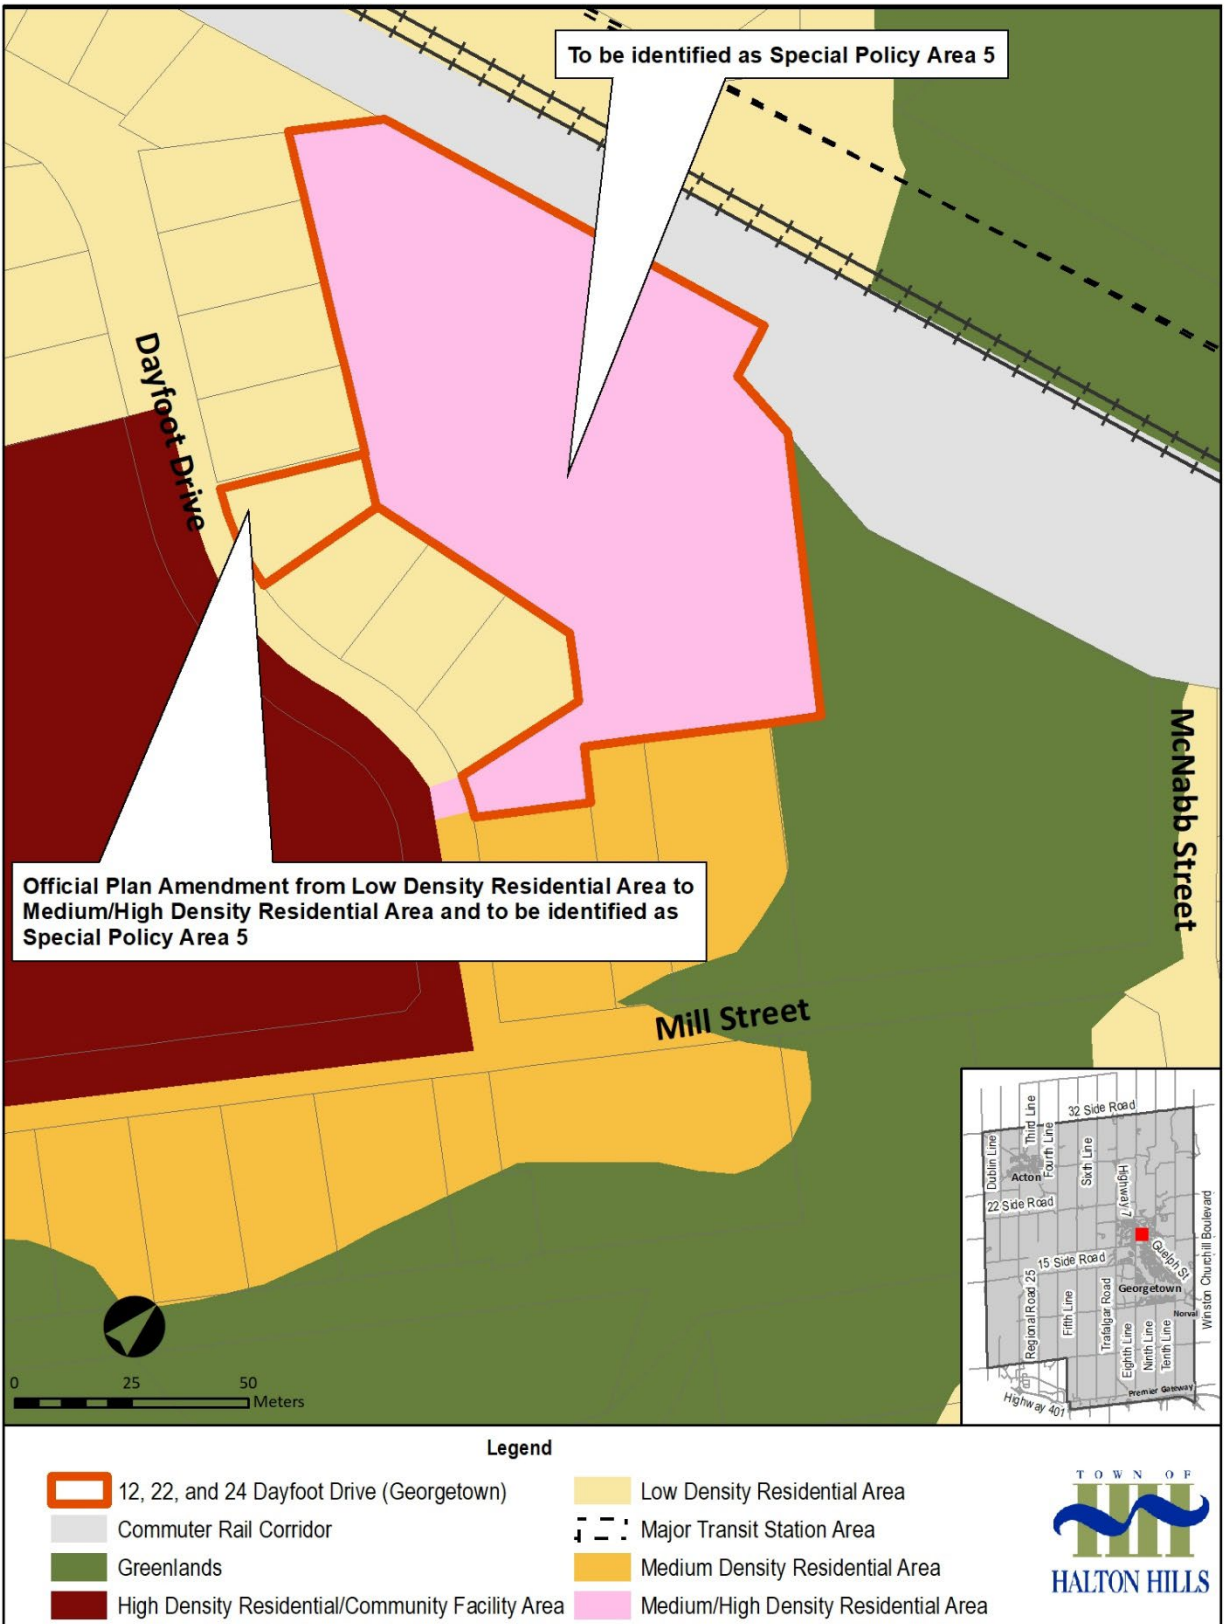 To be identified as Special Policy Area 5
Dayfoot Drive
McNabb Street
Official Plan Amendment from Low Density Residential Area to
Medium/High Density Residential Area and to be identified as
Special Policy Area 5
Mill Street
32 Side Road
Third Line
Dublin Line
Fourth Line
Sixth Line
Acton
Highway 7
22 Side Road
Winston Churchill Boulevard
15 Side Road
Guelph St
Georgetown
Regional Road 25
Fifth Line
Trafalgar Road
Norval
Eighth Line
Ninth Line
Tenth Line
Premier Gateway
Highway 401
0 25 50
Meters
Legend
12, 22, and 24 Dayfoot Drive (Georgetown)
Commuter Rail Corridor
Greenlands
High Density Residential/Community Facility Area
Low Density Residential Area
Major Transit Station Area
Medium Density Residential Area
Medium/High Density Residential Area
TOWN OF
HALTON HILLS